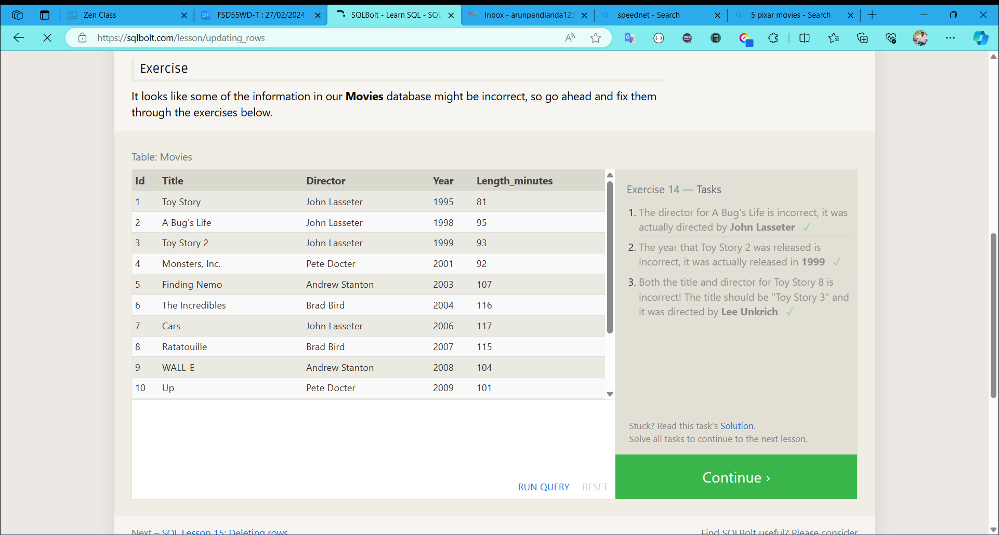 Zen Class
FSD55WD-T : 27/02/2024
SQLBolt - Learn SQL - SQL
Inbox - arunpandianda123
speednet - Search
5 pixar movies - Search
https://sqlbolt.com/lesson/updating_rows
Exercise
It looks like some of the information in our Movies database might be incorrect, so go ahead and fix them
through the exercises below.
Table: Movies
Id Title Director Year Length_minutes
1 Toy Story John Lasseter 1995 81
2 A Bug's Life John Lasseter 1998 95
3 Toy Story 2 John Lasseter 1999 93
4 Monsters, Inc. Pete Docter 2001 92
5 Finding Nemo Andrew Stanton 2003 107
6 The Incredibles Brad Bird 2004 116
7 Cars John Lasseter 2006 117
8 Ratatouille Brad Bird 2007 115
9 WALL-E Andrew Stanton 2008 104
10 Up Pete Docter 2009 101
RUN QUERY RESET
Exercise 14 — Tasks
1. The director for A Bug's Life is incorrect, it was
actually directed by John Lasseter ✓
2. The year that Toy Story 2 was released is
incorrect, it was actually released in 1999 ✓
3. Both the title and director for Toy Story 8 is
incorrect! The title should be "Toy Story 3" and
it was directed by Lee Unkrich ✓
Stuck? Read this task's Solution.
Solve all tasks to continue to the next lesson.
Continue ›
Next – SQL Lesson 15: Deleting rows
Find SQLBolt useful? Please consider